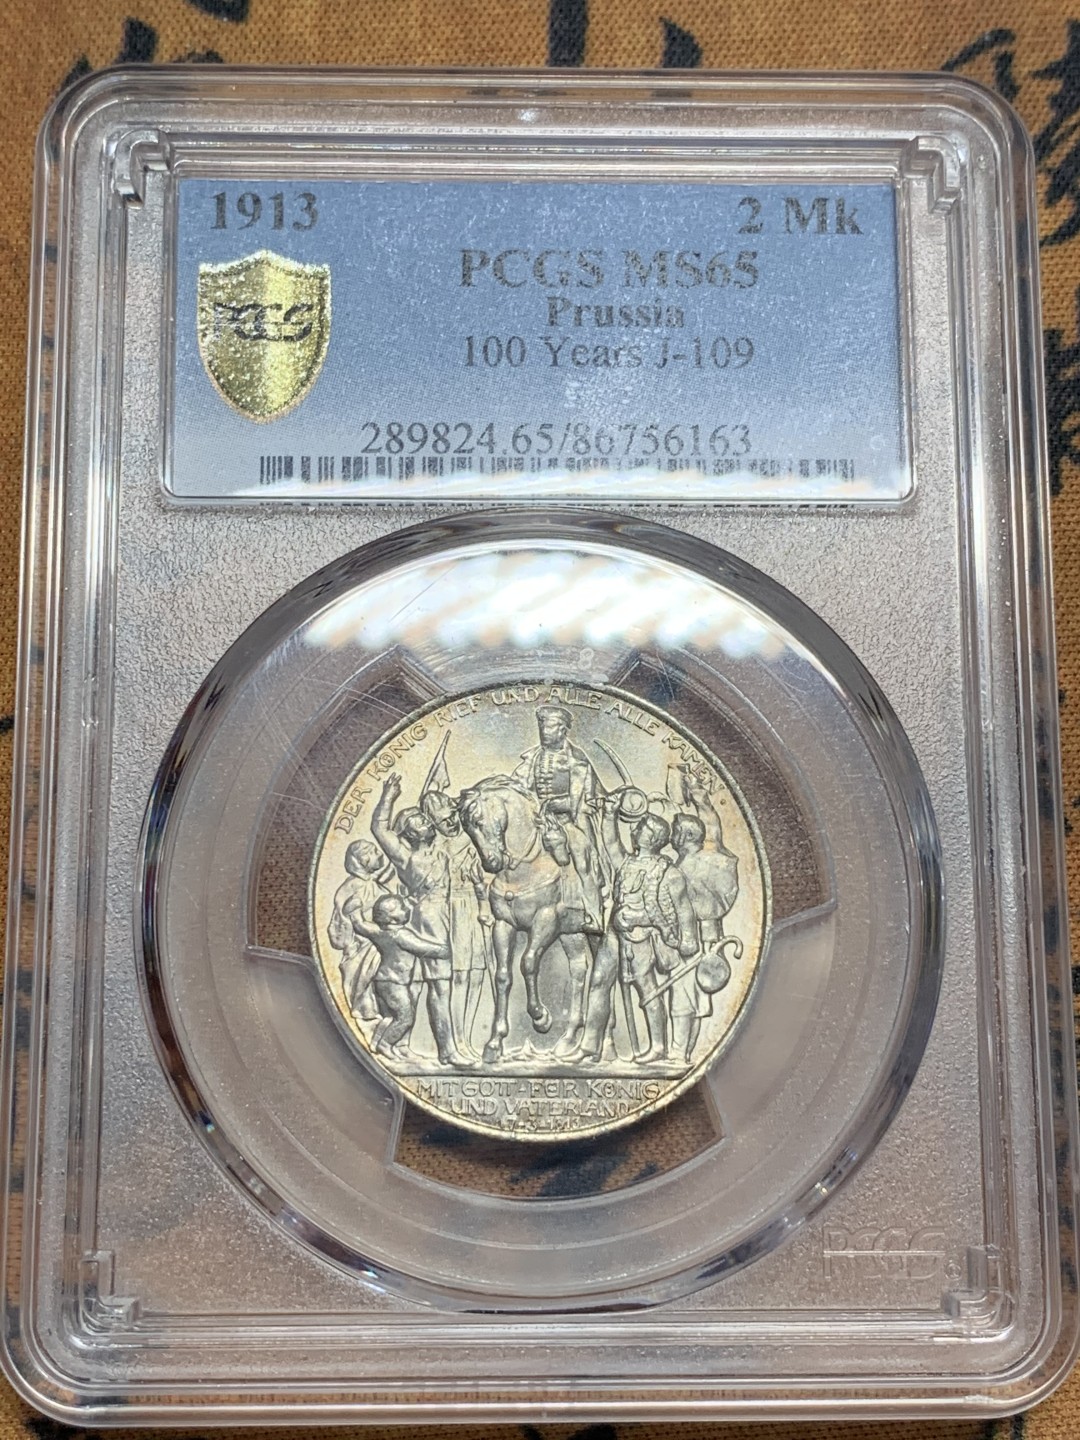 1913
2 Mk
PCGS MS65
PCGS
Prussia
100 Years J-109
289824.65/86756163
DER KÖNIG RIEF UND ALLE ALLE KAMEN
MIT GOTT FÜR KÖNIG
UND VATERLAND
PCGS